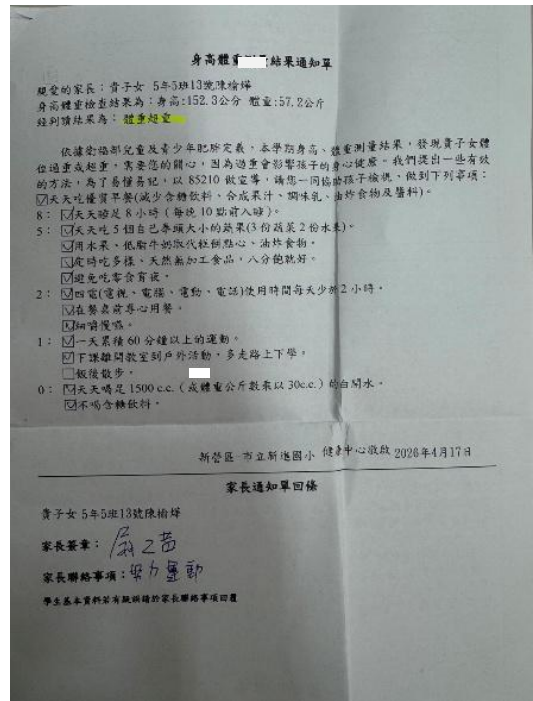 身高體重結果通知單
親愛的家長：貴子女 5年5班13號陳榆燁
身高體重檢查結果為：身高:152.3公分 體重:57.2公斤
經判讀結果為： 體重超重
依據衛福部兒童及青少年肥胖定義，本學期身高、體重測量結果，發現貴子女體
位過重或超重，需要您的關心，因為過重會影響孩子的身心健康。我們提出一些有效
的方法，為了易懂易記，以 85210 做宣導，請您一同協助孩子檢視、做到下列事項：
☑天天吃優質早餐(減少含糖飲料、合成果汁、調味乳、油炸食物及醬料)。
8：☑天天睡足 8 小時（每晚 10 點前入睡）。
5：☑天天吃 5 個自己拳頭大小的蔬果(3 份蔬菜 2 份水果)。
☑用水果、低脂牛奶取代糕餅點心、油炸食物。
☑定時吃多樣、天然無加工食品，八分飽就好。
☑避免吃零食宵夜。
2：☑四電(電視、電腦、電動、電話)使用時間每天少於 2 小時。
☑在餐桌前專心用餐。
☑細嚼慢嚥。
1：☑一天累積 60 分鐘以上的運動。
☑下課離開教室到戶外活動，多走路上下學。
☐飯後散步。
0：☑天天喝足 1500 c.c.（或體重公斤數乘以 30c.c.）的白開水。
☑不喝含糖飲料。
新營區 市立新進國小 健康中心敬啟 2026年4月17日
家長通知單回條
貴子女 5年5班13號陳榆燁
家長簽章：
家長聯絡事項：努力運動
學生基本資料若有疑誤請於家長聯絡事項回覆